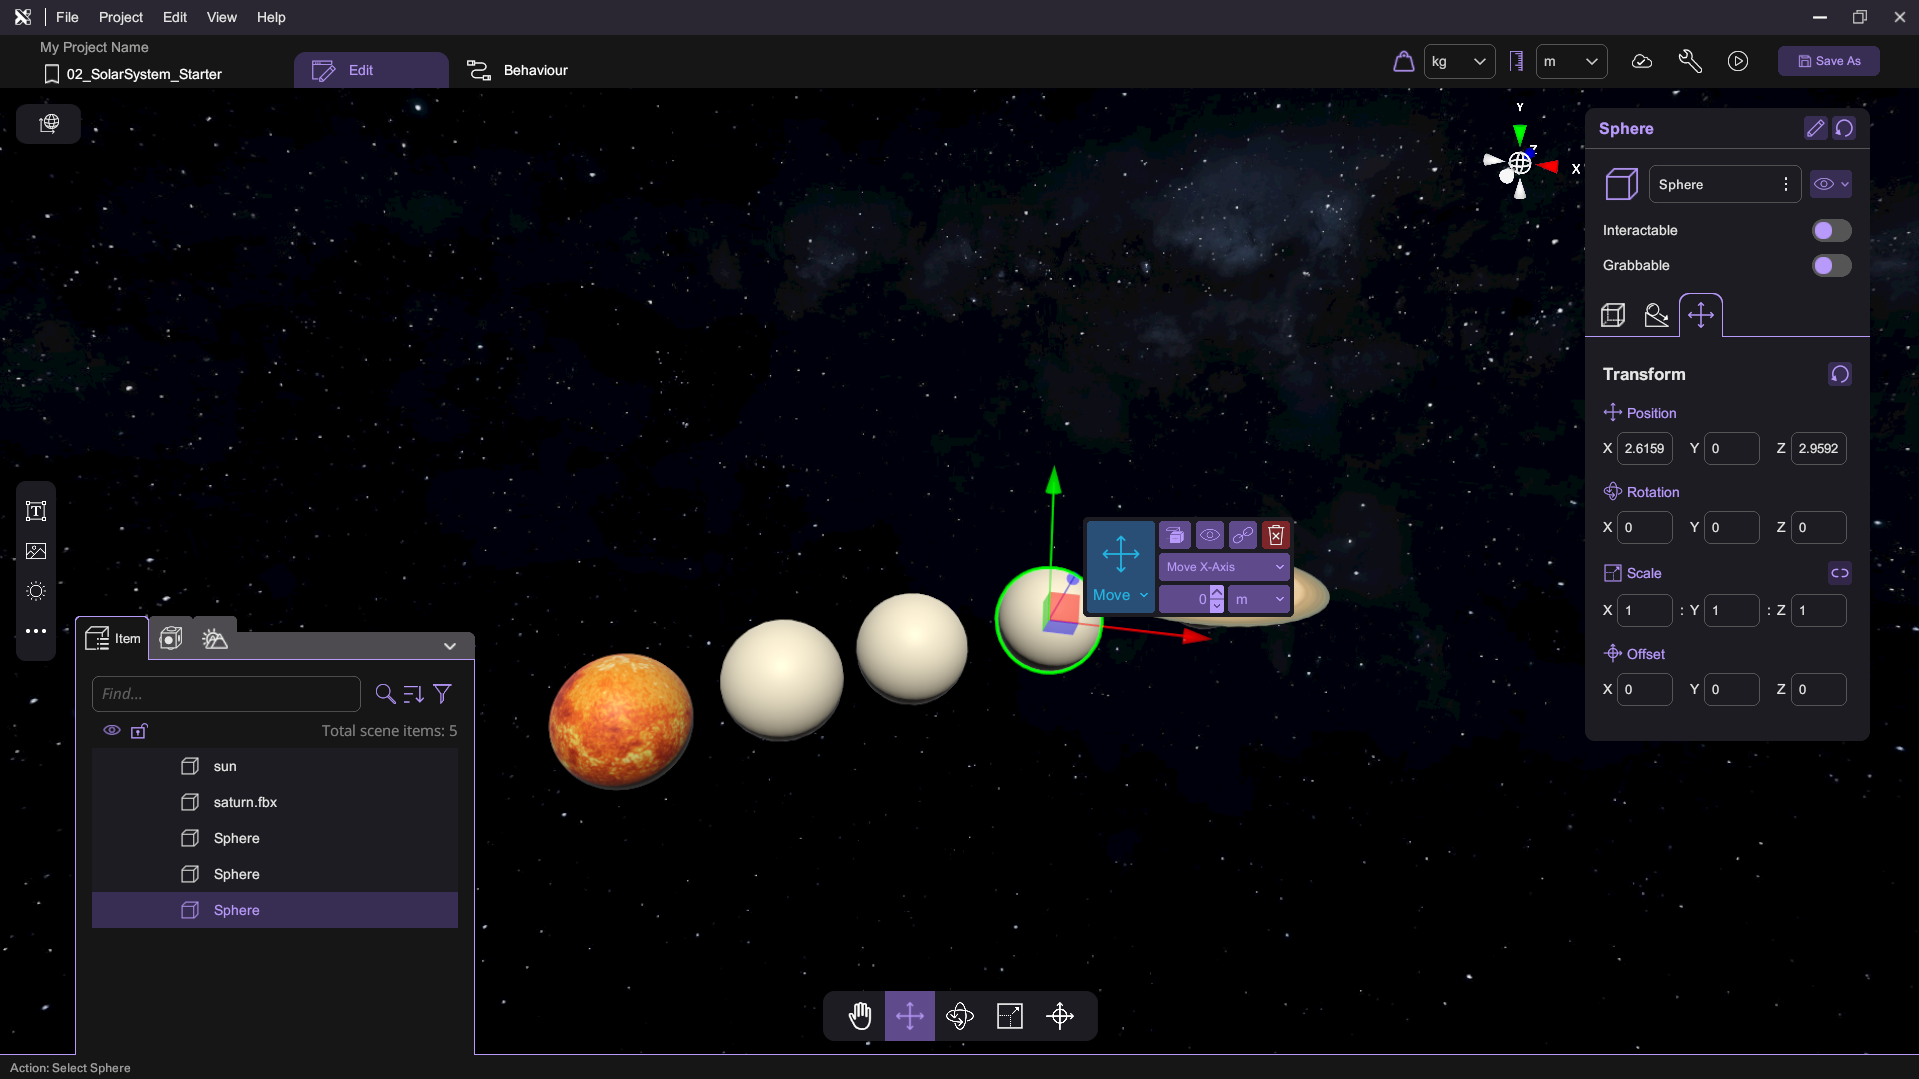 File Project Edit View Help
My Project Name
02_SolarSystem_Starter
Edit
Behaviour
kg
m
Save As
Y
Z
X
Sphere
Sphere
Interactable
Grabbable
Transform
Position
X 2.6159 Y 0 Z 2.9592
Rotation
X 0 Y 0 Z 0
Scale
X 1 : Y 1 : Z 1
Offset
X 0 Y 0 Z 0
Move
Move X-Axis
0 m
T
Item
Find...
Total scene items: 5
sun
saturn.fbx
Sphere
Sphere
Sphere
Action: Select Sphere